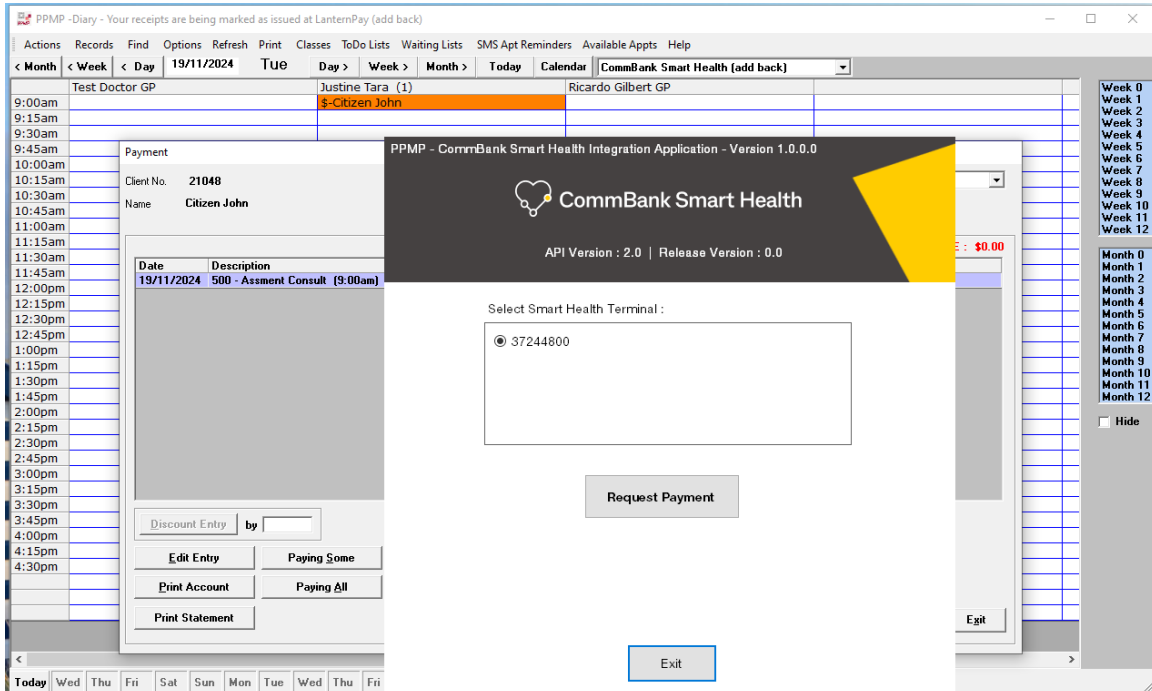 PPMP -Diary - Your receipts are being marked as issued at LanternPay (add back)
Actions Records Find Options Refresh Print Classes ToDo Lists Waiting Lists SMS Apt Reminders Available Appts Help
< Month < Week < Day 19/11/2024 Tue Day > Week > Month > Today Calendar CommBank Smart Health (add back)
Test Doctor GP Justine Tara (1) Ricardo Gilbert GP
9:00am $-Citizen John
9:15am
9:30am
9:45am
10:00am
10:15am
10:30am
10:45am
11:00am
11:15am
11:30am
11:45am
12:00pm
12:15pm
12:30pm
12:45pm
1:00pm
1:15pm
1:30pm
1:45pm
2:00pm
2:15pm
2:30pm
2:45pm
3:00pm
3:15pm
3:30pm
3:45pm
4:00pm
4:15pm
4:30pm
Payment
Client No. 21048
Name Citizen John
E : $0.00
Date Description
19/11/2024 500 - Assment Consult (9:00am)
Discount Entry by
Edit Entry Paying Some
Print Account Paying All
Print Statement
Exit
PPMP - CommBank Smart Health Integration Application - Version 1.0.0.0
CommBank Smart Health
API Version : 2.0 | Release Version : 0.0
Select Smart Health Terminal :
37244800
Request Payment
Exit
Week 0
Week 1
Week 2
Week 3
Week 4
Week 5
Week 6
Week 7
Week 8
Week 9
Week 10
Week 11
Week 12
Month 0
Month 1
Month 2
Month 3
Month 4
Month 5
Month 6
Month 7
Month 8
Month 9
Month 10
Month 11
Month 12
Hide
Today Wed Thu Fri Sat Sun Mon Tue Wed Thu Fri